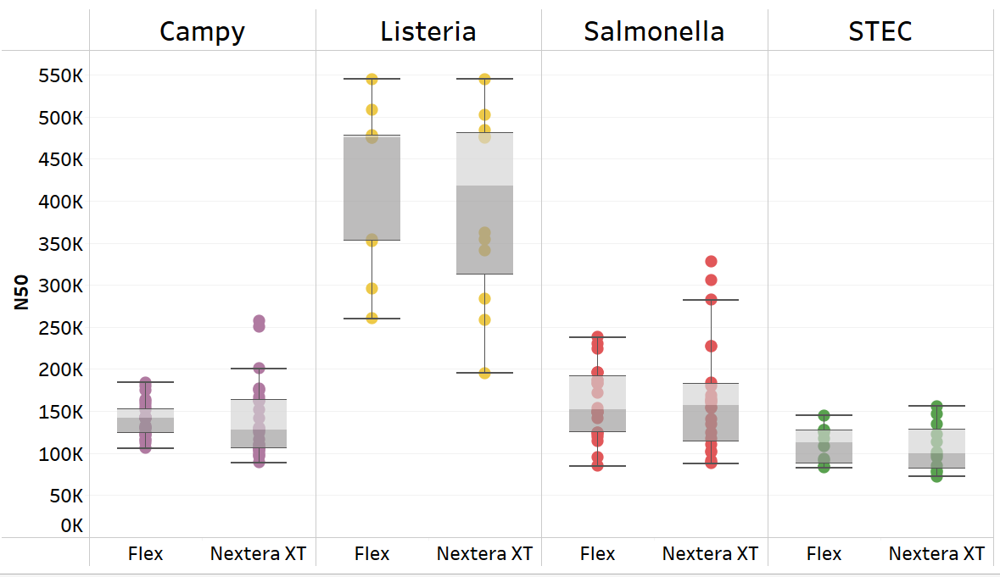 Campy Listeria Salmonella STEC
550K
500K
450K
400K
350K
300K
250K
200K
150K
100K
50K
0K
N50
Flex Nextera XT Flex Nextera XT Flex Nextera XT Flex Nextera XT